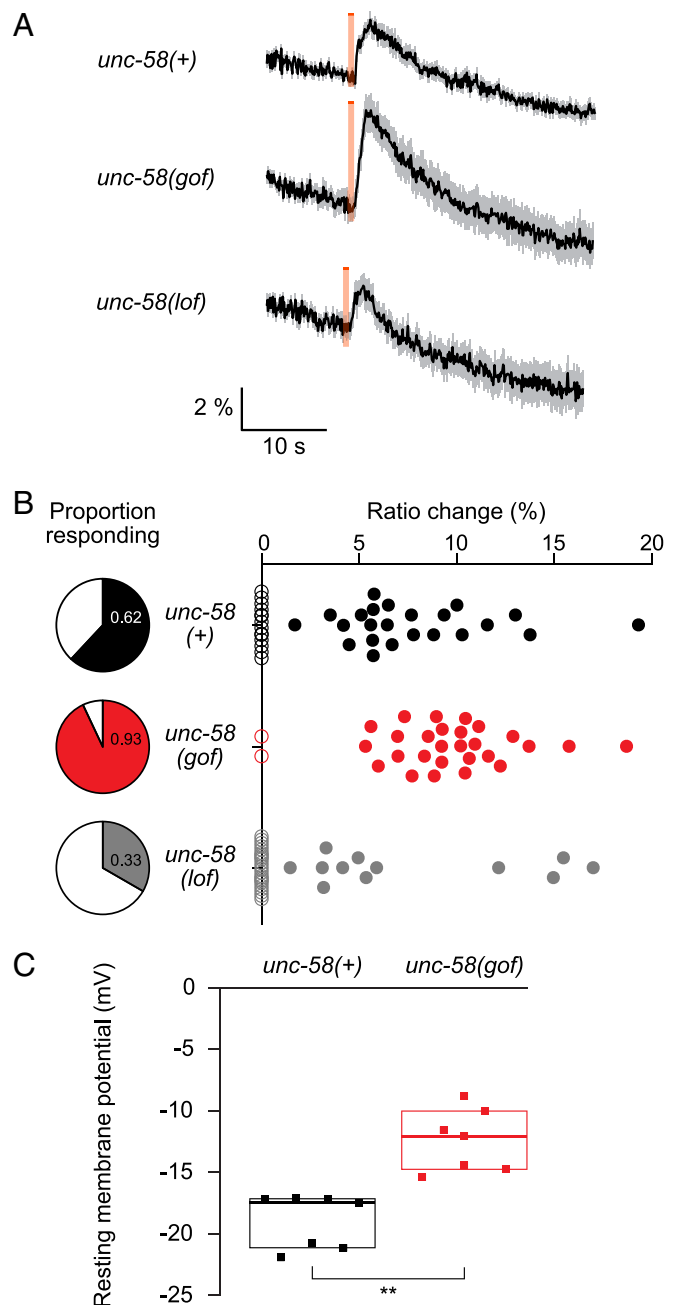 A
unc-58(+)
unc-58(gof)
unc-58(lof)
2 %
10 s
B
Proportion responding
Ratio change (%)
0 5 10 15 20
0.62
unc-58 (+)
0.93
unc-58 (gof)
0.33
unc-58 (lof)
C
unc-58(+) unc-58(gof)
Resting membrane potential (mV)
0
-5
-10
-15
-20
-25
**